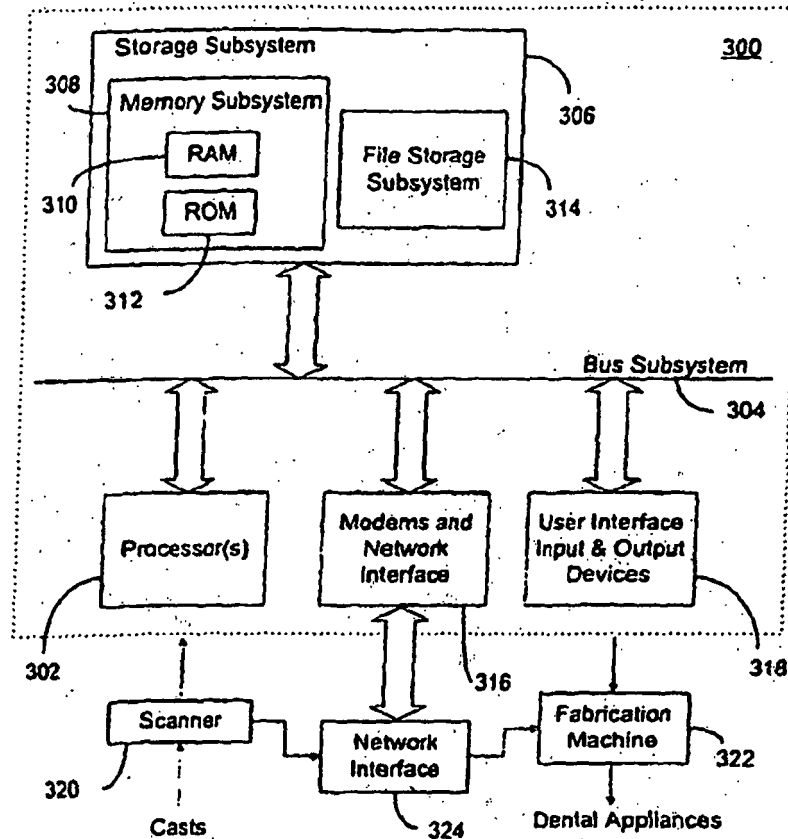 Storage Subsystem
300
308
Memory Subsystem
306
RAM
File Storage
Subsystem
310
314
ROM
312
Bus Subsystem
304
Processor(s)
Modems and
Network
Interface
User Interface
Input & Output
Devices
302
316
318
Scanner
Network
Interface
Fabrication
Machine
320
322
324
Casts
Dental Appliances